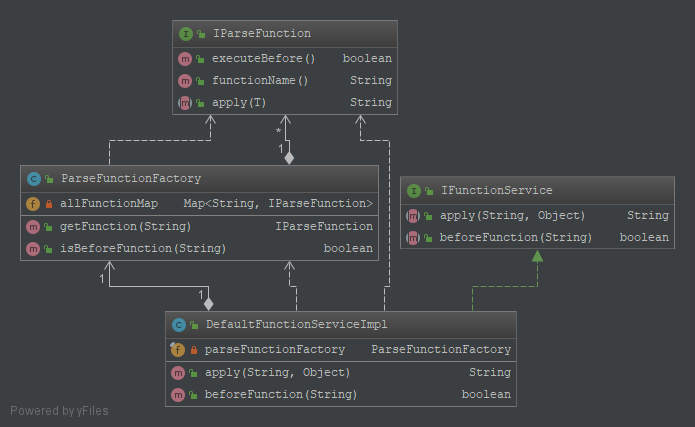 I IParseFunction
m executeBefore() boolean
m functionName() String
m apply(T) String
*
1
C ParseFunctionFactory
f allFunctionMap Map<String, IParseFunction>
m getFunction(String) IParseFunction
m isBeforeFunction(String) boolean
I IFunctionService
m apply(String, Object) String
m beforeFunction(String) boolean
1
1
C DefaultFunctionServiceImpl
f parseFunctionFactory ParseFunctionFactory
m apply(String, Object) String
m beforeFunction(String) boolean
Powered by yFiles